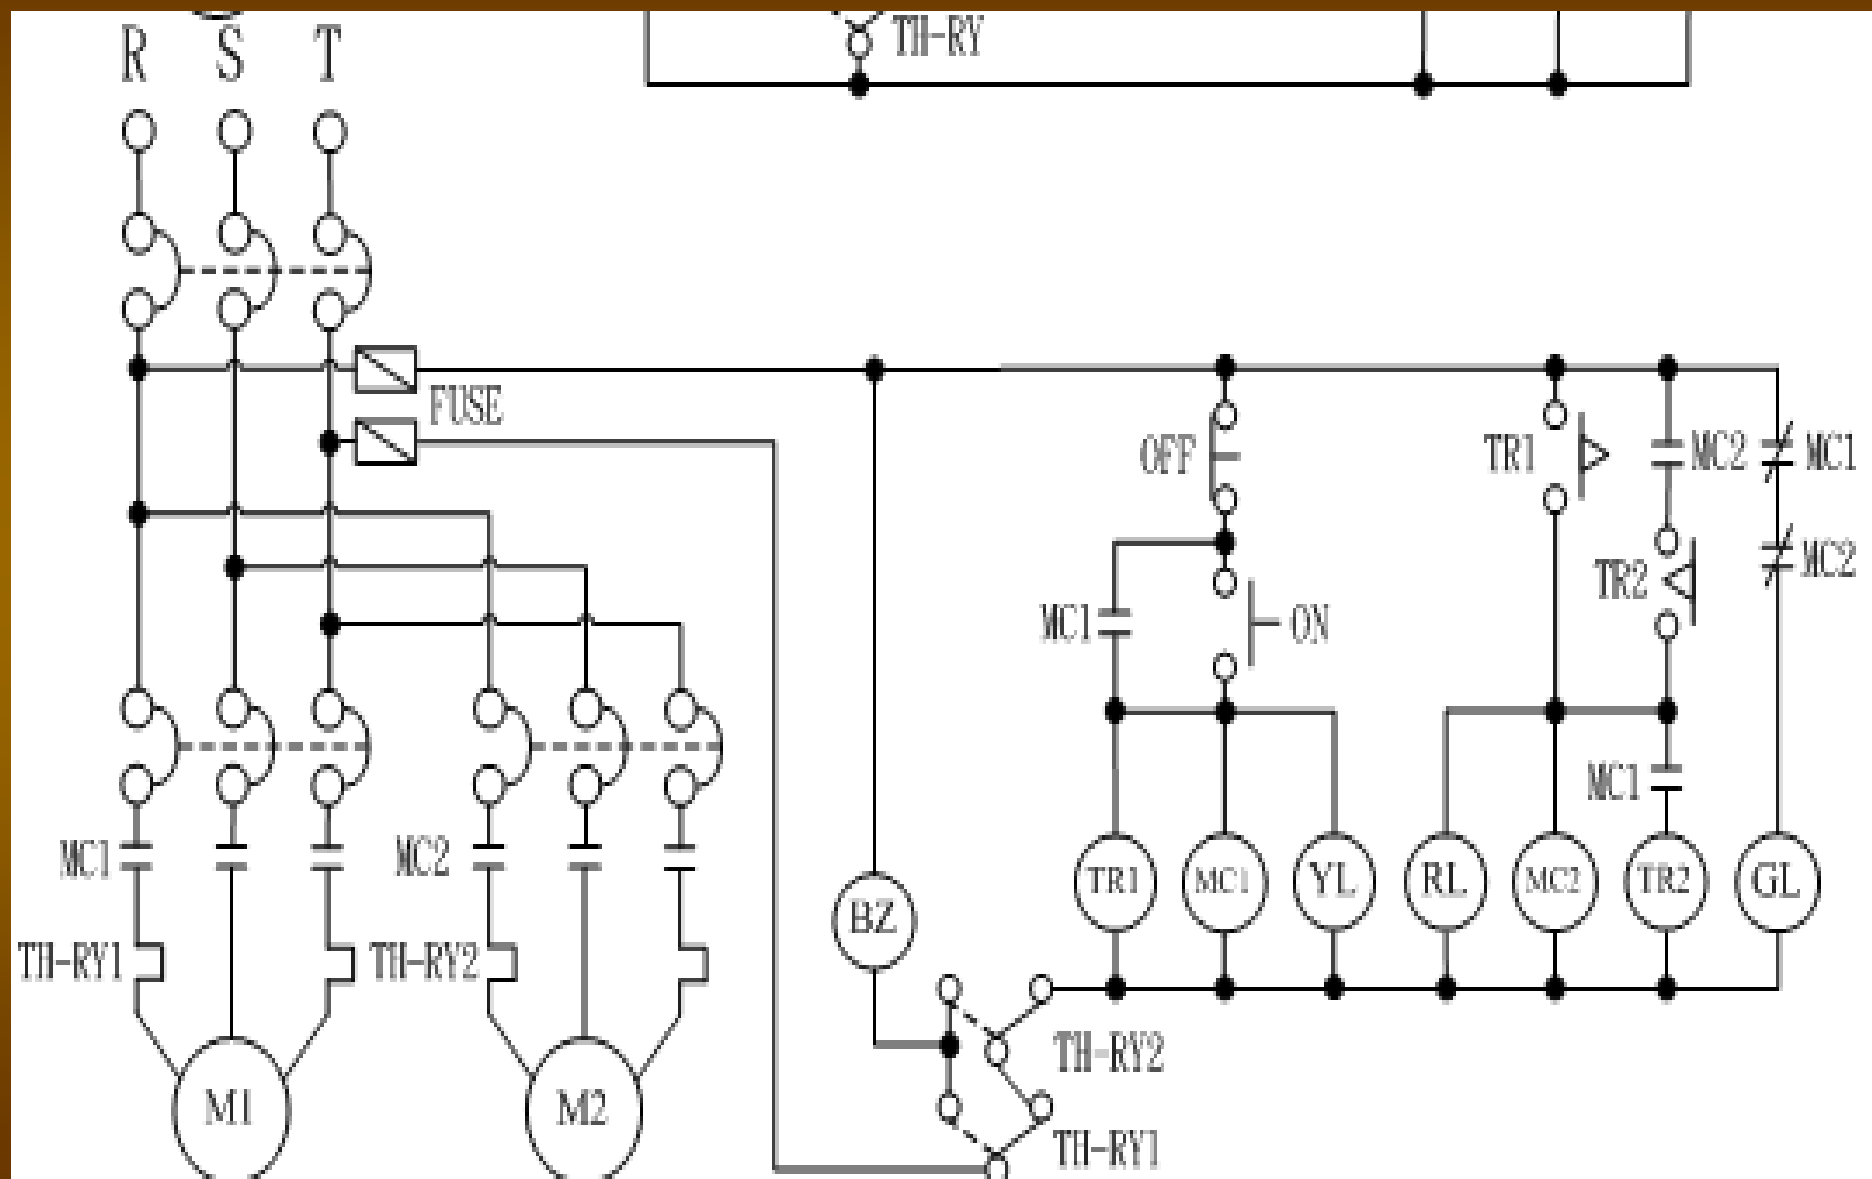 TH-RY
R S T
FUSE
OFF TR1 MC2 MC1
TR2 MC2
MC1 ON
MC1
MC1 MC2 TR1 MC1 YL RL MC2 TR2 GL
BZ
TH-RY1 TH-RY2
TH-RY2
M1 M2
TH-RY1